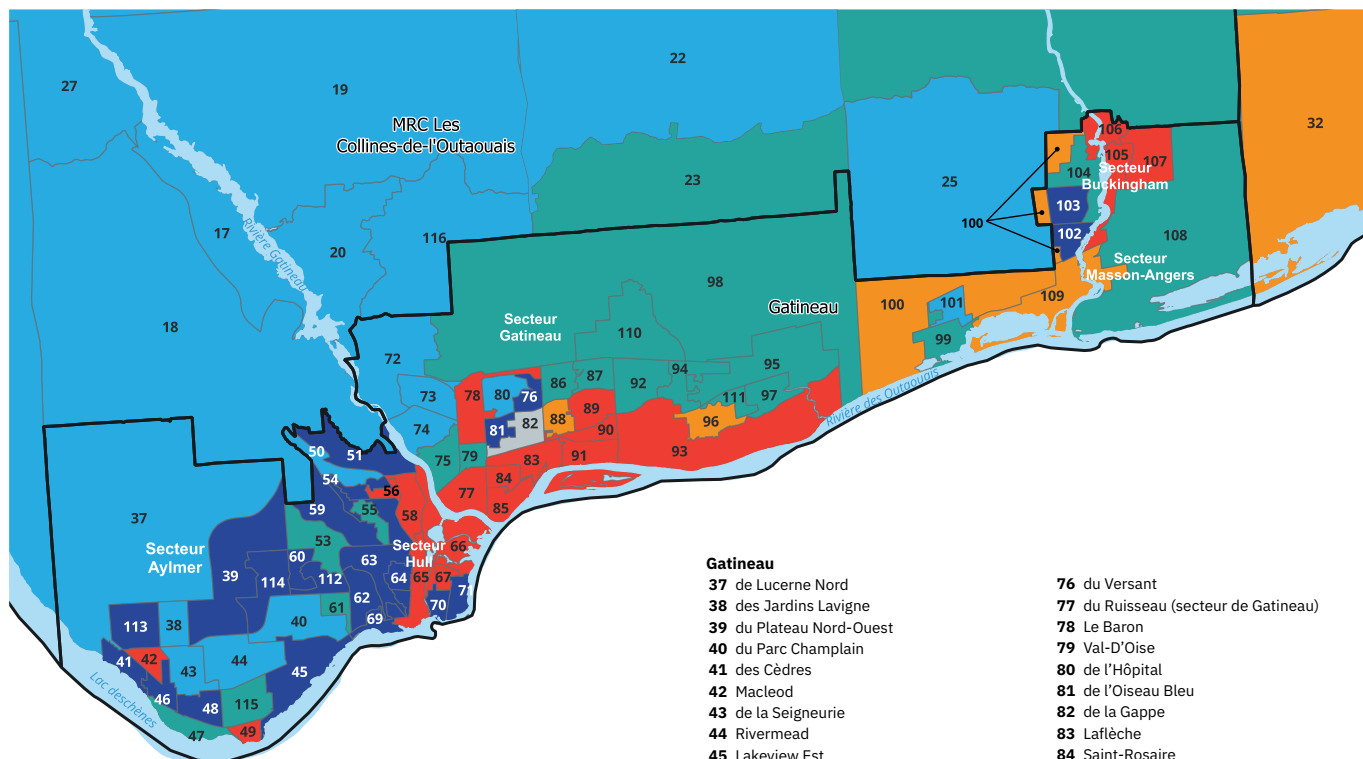 27
19
22
MRC Les
Collines-de-l'Outaouais
23
25
32
106
105
107
104
Secteur
Buckingham
103
100
102
108
Secteur
Masson-Angers
17
Rivière Gatineau
20
116
18
98
Gatineau
109
100
101
99
Secteur
Gatineau
110
72
73
74
78
80
76
86
87
92
94
95
111
97
96
88
89
90
82
81
75
79
83
91
93
84
77
85
Rivière des Outaouais
50
51
54
56
59
55
58
53
37
Secteur
Aylmer
39
114
60
112
63
64
Secteur
Hull
65
66
67
70
62
61
69
40
113
38
41
42
43
44
45
46
48
115
47
49
Lac deschênes
Gatineau
37 de Lucerne Nord
38 des Jardins Lavigne
39 du Plateau Nord-Ouest
40 du Parc Champlain
41 des Cèdres
42 Macleod
43 de la Seigneurie
44 Rivermead
45 Lakeview Est
76 du Versant
77 du Ruisseau (secteur de Gatineau)
78 Le Baron
79 Val-D'Oise
80 de l'Hôpital
81 de l'Oiseau Bleu
82 de la Gappe
83 Laflèche
84 Saint-Rosaire